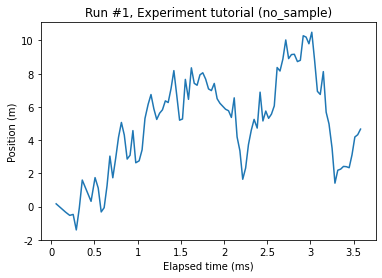 Run #1, Experiment tutorial (no_sample)
Position (m)
10
8
6
4
2
0
-2
0 0.5 1 1.5 2 2.5 3 3.5
Elapsed time (ms)